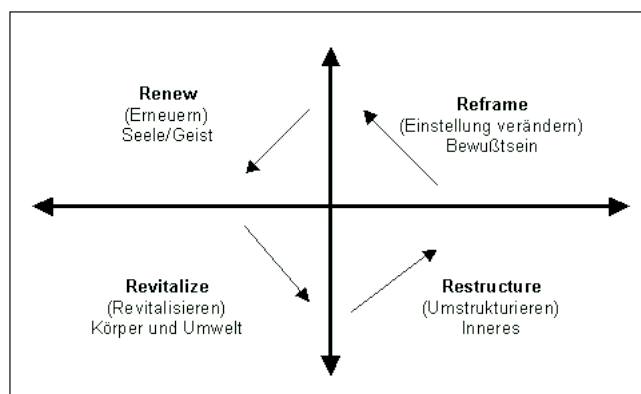 Renew
(Erneuern)
Seele/Geist
Reframe
(Einstellung verändern)
Bewußtsein
Revitalize
(Revitalisieren)
Körper und Umwelt
Restructure
(Umstrukturieren)
Inneres